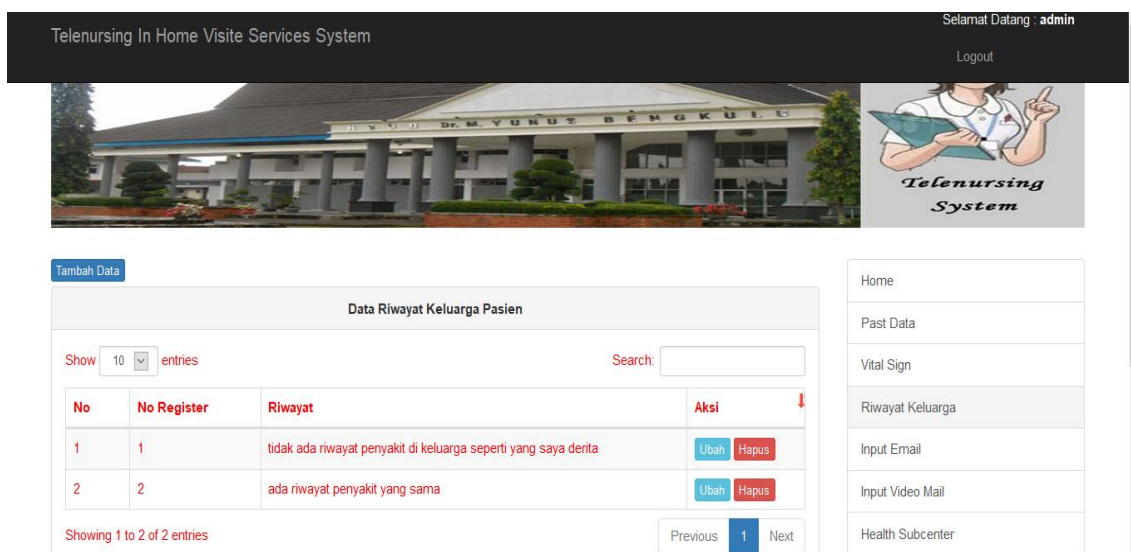 Telenursing In Home Visite Services System
Selamat Datang : admin
Logout
Dr. M. YUNUS BENGKULU
Telenursing
System
Tambah Data
Data Riwayat Keluarga Pasien
Show 10 entries
Search:
No No Register Riwayat Aksi
1 1 tidak ada riwayat penyakit di keluarga seperti yang saya derita Ubah Hapus
2 2 ada riwayat penyakit yang sama Ubah Hapus
Showing 1 to 2 of 2 entries
Previous 1 Next
Home
Past Data
Vital Sign
Riwayat Keluarga
Input Email
Input Video Mail
Health Subcenter